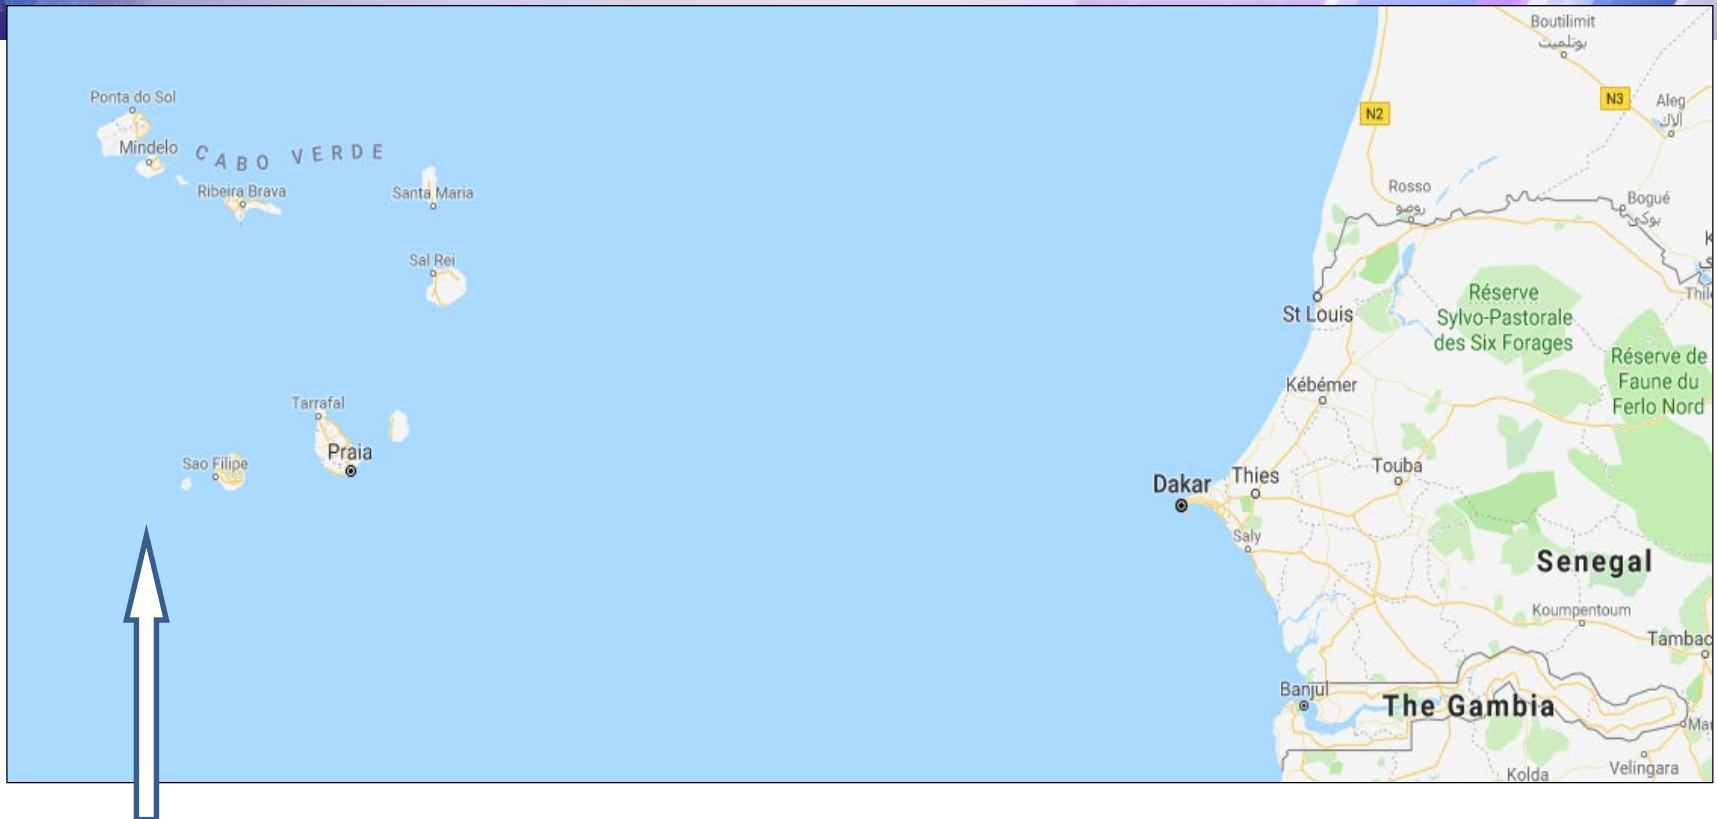 Boutilimit
بوتلميت
N3
Aleg
ألاك
Ponta do Sol
N2
Mindelo
CABO VERDE
Ribeira Brava
Santa Maria
Rosso
روصو
Bogué
بوكي
Sal Rei
St Louis
Réserve
Sylvo-Pastorale
des Six Forages
Réserve de
Faune du
Ferlo Nord
Kébémer
Tarrafal
Praia
Sao Filipe
Dakar
Thies
Touba
Saly
Senegal
Koumpentoum
Tambac
Banjul
The Gambia
Kolda
Velingara